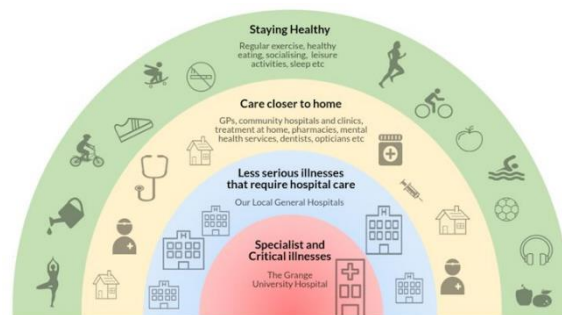 Staying Healthy
Regular exercise, healthy
eating, socialising, leisure
activities, sleep etc
Care closer to home
GPs, community hospitals and clinics,
treatment at home, pharmacies, mental
health services, dentists, opticians etc
Less serious illnesses
that require hospital care
Our Local General Hospitals
Specialist and
Critical illnesses
The Grange
University Hospital